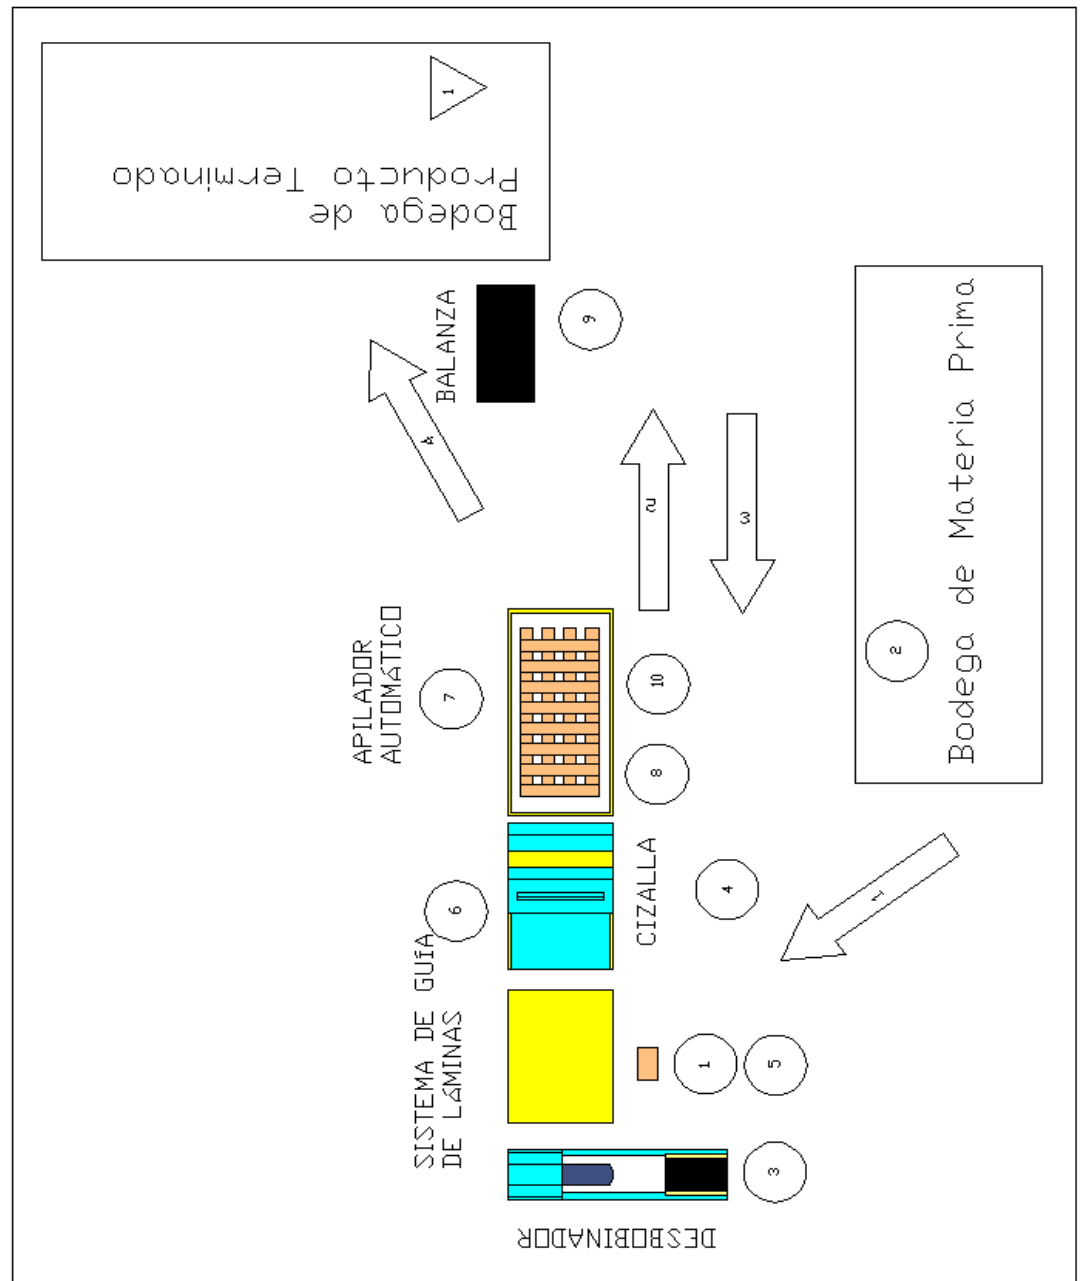 1
Bodega de
Producto Terminado
BALANZA
9
4
2
3
Bodega de Materia Prima
2
APILADOR
AUTOMÁTICO
7
10
8
6
CIZALLA
4
1
SISTEMA DE GUÍA
DE LÁMINAS
1
5
3
DESBOBINADOR